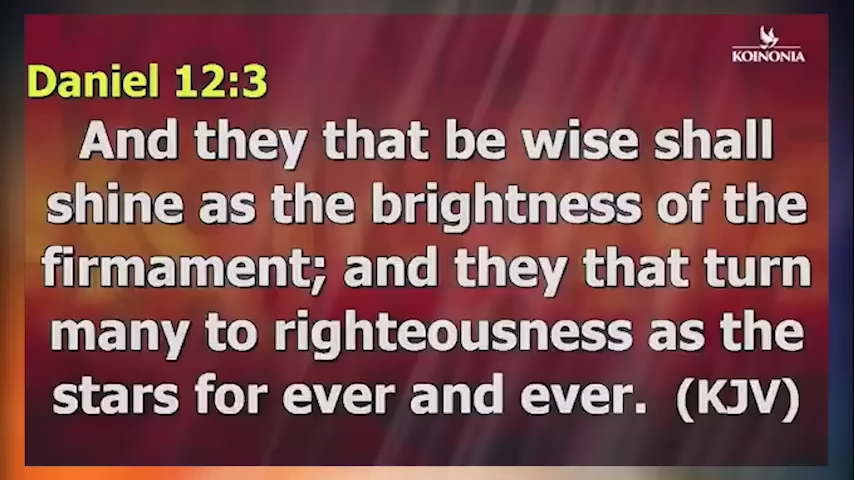 KOINONIA
Daniel 12:3
And they that be wise shall
shine as the brightness of the
firmament; and they that turn
many to righteousness as the
stars for ever and ever. (KJV)